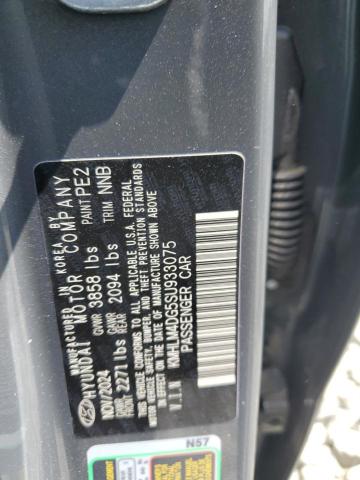 MANUFACTURED IN KOREA BY
HYUNDAI MOTOR COMPANY
NOV/2024 GVWR 3858 lbs PAINT PE2
GAWR FRONT 2271 lbs GAWR REAR 2094 lbs TRIM NNB
THIS VEHICLE CONFORMS TO ALL APPLICABLE U.S.A. FEDERAL
MOTOR VEHICLE SAFETY, BUMPER, AND THEFT PREVENTION STANDARDS
IN EFFECT ON THE DATE OF MANUFACTURE SHOWN ABOVE.
V.I.N KMHLM4DG5SU933075
PASSENGER CAR
N57